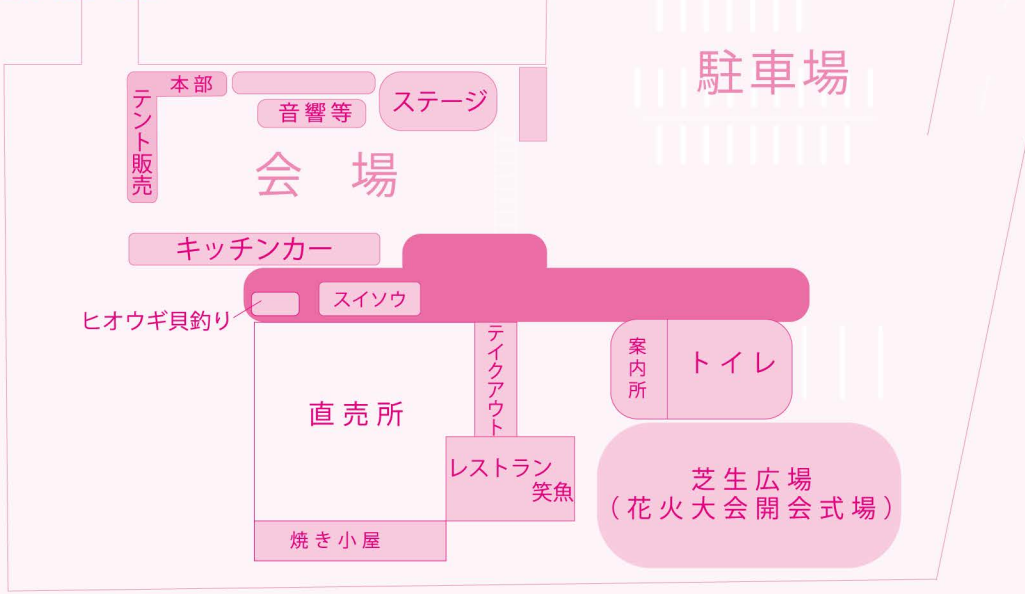 駐車場
本部
テント販売
音響等
ステージ
会場
キッチンカー
スイソウ
ヒオウギ貝釣り
テイクアウト
案内所
トイレ
直売所
レストラン
笑魚
芝生広場
(花火大会開会式場)
焼き小屋